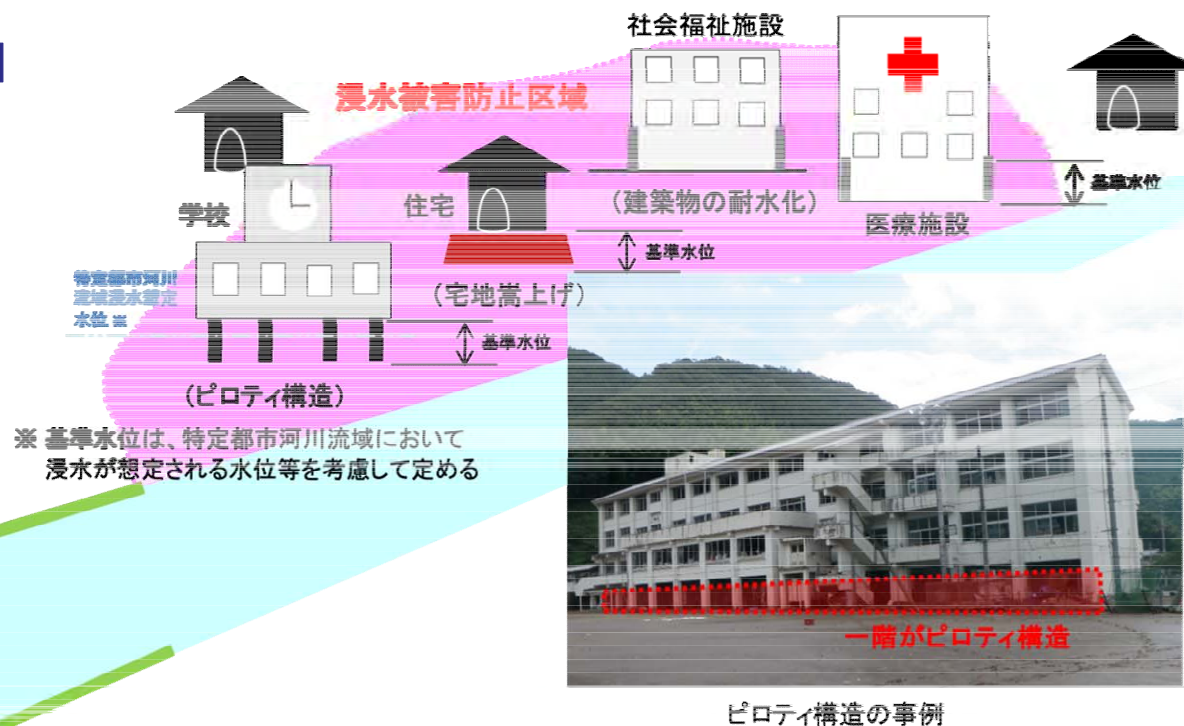 社会福祉施設
浸水被害防止区域
学校
住宅
(建築物の耐水化)
医療施設
基準水位
基準水位
特定都市河川
流域浸水想定
水位 ※
(宅地嵩上げ)
基準水位
(ピロティ構造)
※ 基準水位は、特定都市河川流域において
浸水が想定される水位等を考慮して定める
一階がピロティ構造
ピロティ構造の事例